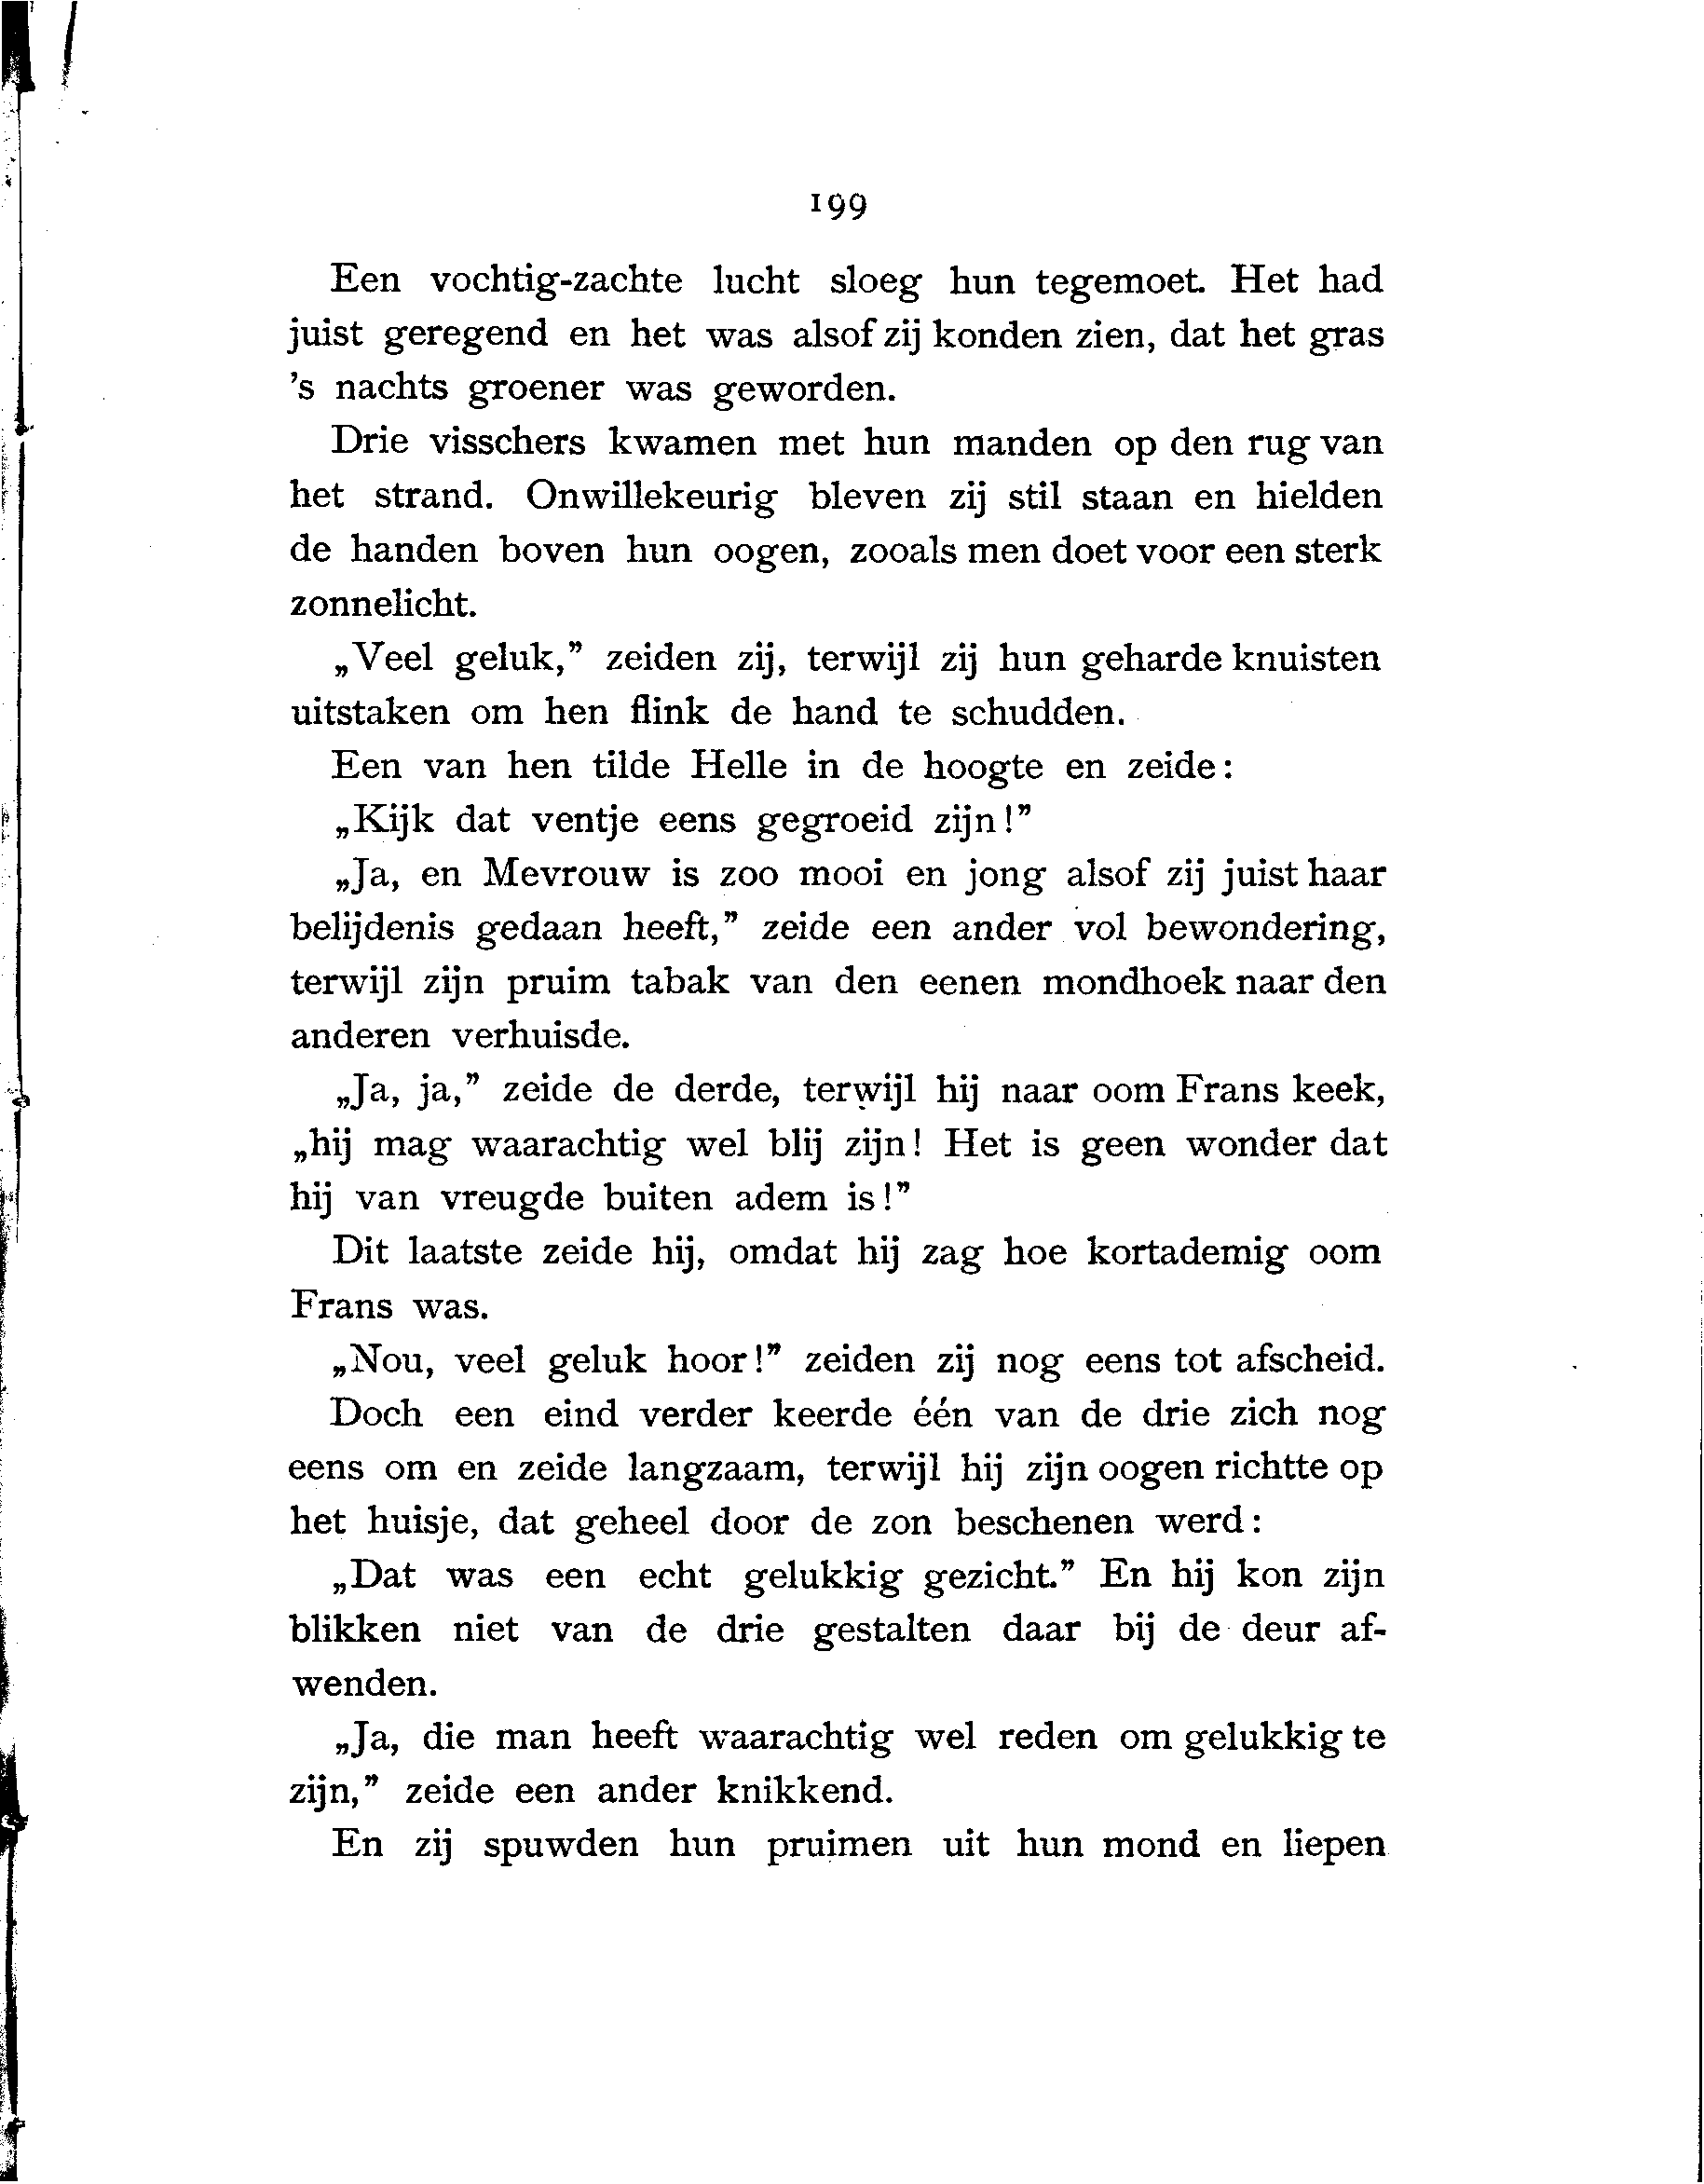 199
Een vochtig-zachte lucht sloeg hun tegemoet. Het had
juist geregend en het was alsof zij konden zien, dat het gras
's nachts groener was geworden.
Drie visschers kwamen met hun manden op den rug van
het strand. Onwillekeurig bleven zij stil staan en hielden
de handen boven hun oogen, zooals men doet voor een sterk
zonnelicht.
„Veel geluk,” zeiden zij, terwijl zij hun geharde knuisten
uitstaken om hen flink de hand te schudden.
Een van hen tilde Helle in de hoogte en zeide:
„Kijk dat ventje eens gegroeid zijn!”
„Ja, en Mevrouw is zoo mooi en jong alsof zij juist haar
belijdenis gedaan heeft,” zeide een ander vol bewondering,
terwijl zijn pruim tabak van den eenen mondhoek naar den
anderen verhuisde.
„Ja, ja,” zeide de derde, terwijl hij naar oom Frans keek,
„hij mag waarachtig wel blij zijn! Het is geen wonder dat
hij van vreugde buiten adem is!”
Dit laatste zeide hij, omdat hij zag hoe kortademig oom
Frans was.
„Nou, veel geluk hoor!” zeiden zij nog eens tot afscheid.
Doch een eind verder keerde één van de drie zich nog
eens om en zeide langzaam, terwijl hij zijn oogen richtte op
het huisje, dat geheel door de zon beschenen werd:
„Dat was een echt gelukkig gezicht.” En hij kon zijn
blikken niet van de drie gestalten daar bij de deur af-
wenden.
„Ja, die man heeft waarachtig wel reden om gelukkig te
zijn,” zeide een ander knikkend.
En zij spuwden hun pruimen uit hun mond en liepen